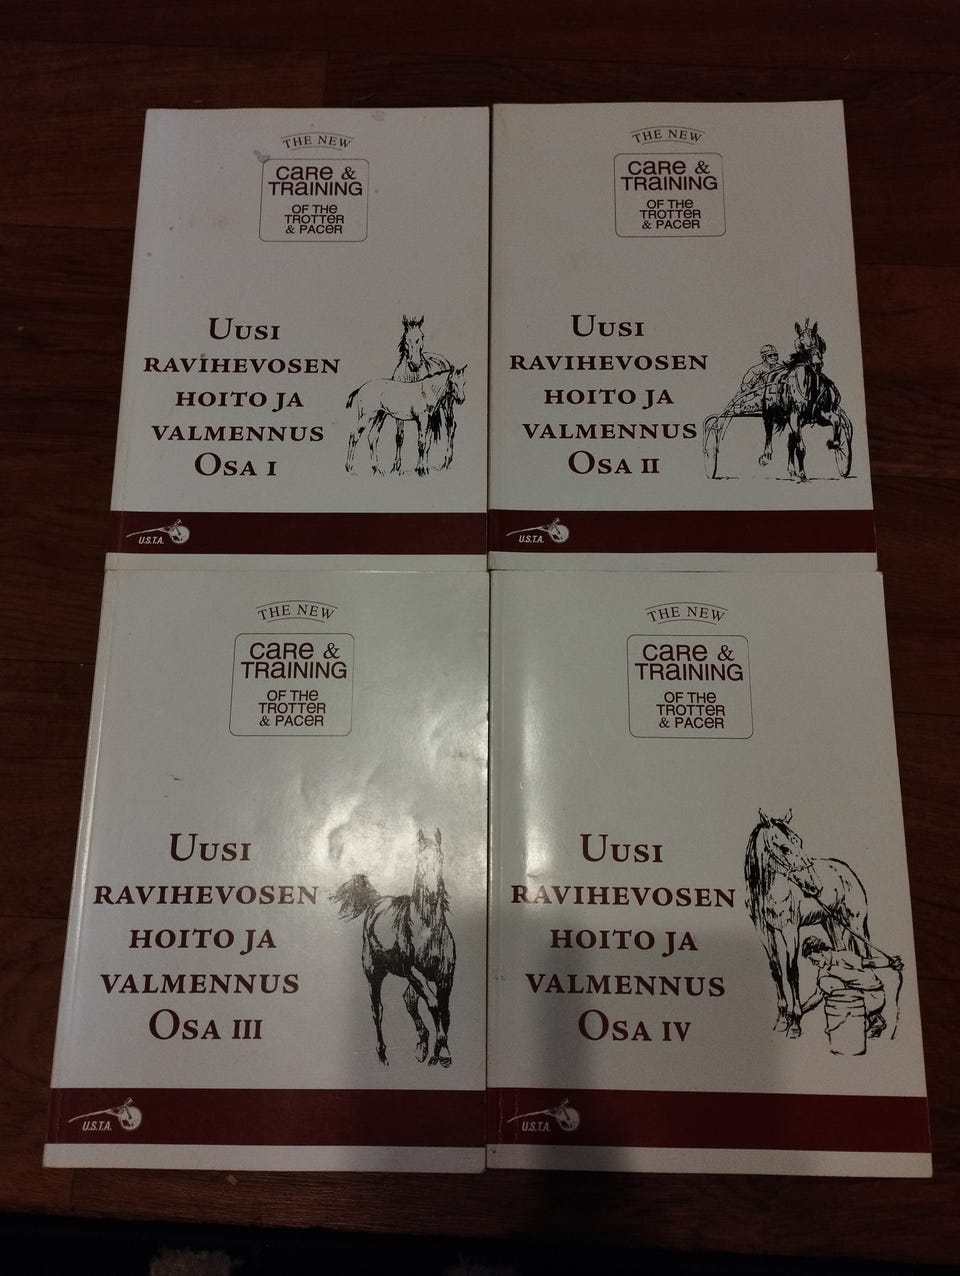 THE NEW
CARE &
TRAINING
OF THE
TROTTER
& PACER
UUSI
RAVIHEVOSEN
HOITO JA
VALMENNUS
OSA I
U.S.T.A.
THE NEW
CARE &
TRAINING
OF THE
TROTTER
& PACER
UUSI
RAVIHEVOSEN
HOITO JA
VALMENNUS
OSA II
U.S.T.A.
THE NEW
CARE &
TRAINING
OF THE
TROTTER
& PACER
UUSI
RAVIHEVOSEN
HOITO JA
VALMENNUS
OSA III
U.S.T.A.
THE NEW
CARE &
TRAINING
OF THE
TROTTER
& PACER
UUSI
RAVIHEVOSEN
HOITO JA
VALMENNUS
OSA IV
U.S.T.A.